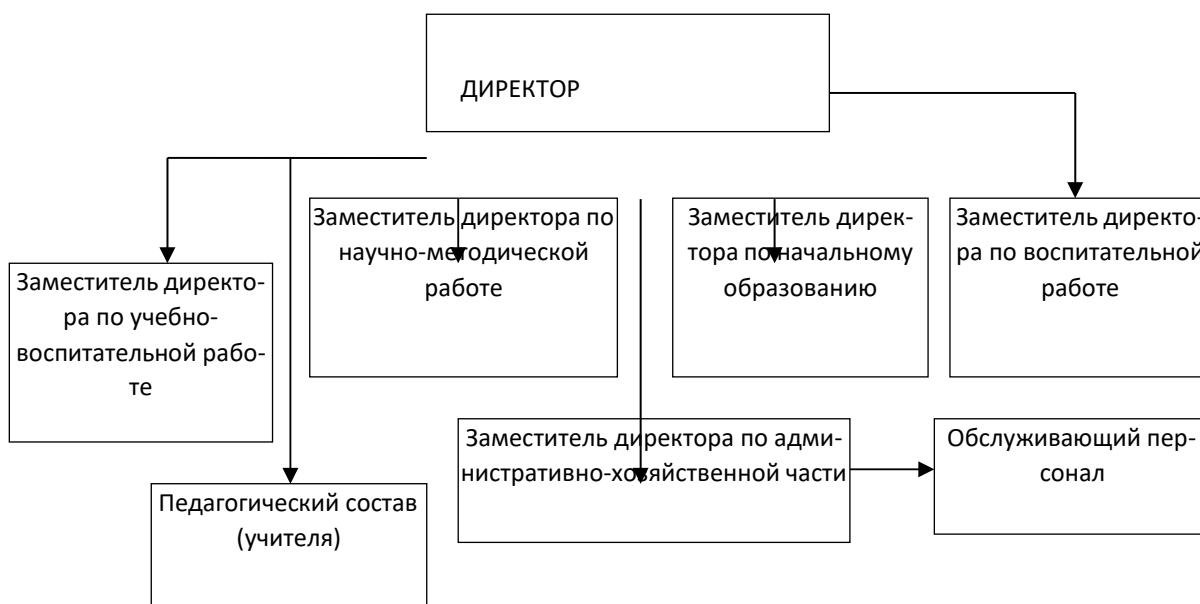 ДИРЕКТОР
Заместитель директора по
научно-методической
работе
Заместитель дирек-
тора по начальному
образованию
Заместитель директо-
ра по воспитательной
работе
Заместитель директо-
ра по учебно-
воспитательной рабо-
те
Заместитель директора по адми-
нистративно-хозяйственной части
Обслуживающий пер-
сонал
Педагогический состав
(учителя)